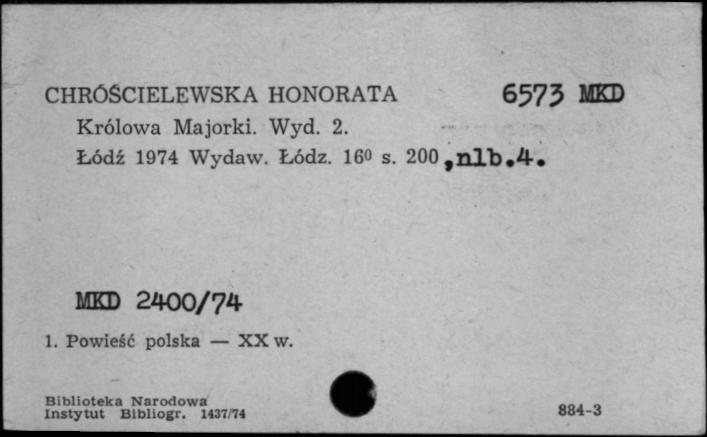 CHRÓŚCIELEWSKA HONORATA 6573 MKD
Królowa Majorki. Wyd. 2.
Łódź 1974 Wydaw. Łódz. 16⁰ s. 200, nlb.4.
MKD 2400/74
1. Powieść polska — XX w.
Biblioteka Narodowa
Instytut Bibliogr. 1437/74
884-3